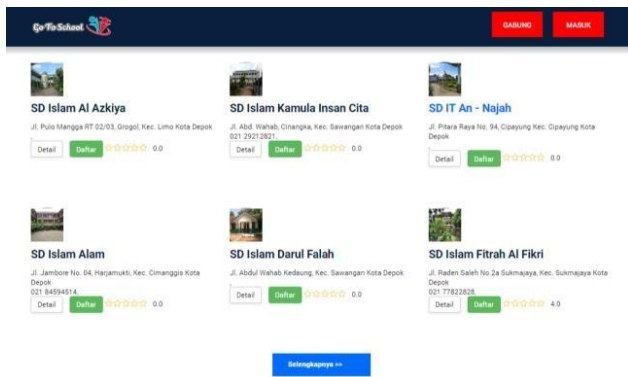 Go To School
GABUNG
MASUK
SD Islam Al Azkiya
Jl. Pulo Mangga RT 02/03, Grogol, Kec. Limo Kota Depok
Detail
Daftar
0.0
SD Islam Kamula Insan Cita
Jl. Abd. Wahab, Cinangka, Kec. Sawangan Kota Depok
021 29212821,
Detail
Daftar
0.0
SD IT An - Najah
Jl. Pitara Raya No. 94, Cipayung Kec. Cipayung Kota
Depok
Detail
Daftar
0.0
SD Islam Alam
Jl. Jambore No. 04, Harjamukti, Kec. Cimanggis Kota
Depok
021 84594514,
Detail
Daftar
0.0
SD Islam Darul Falah
Jl. Abdul Wahab Kedaung, Kec. Sawangan Kota Depok
Detail
Daftar
0.0
SD Islam Fitrah Al Fikri
Jl. Raden Saleh No.2a Sukmajaya, Kec. Sukmajaya Kota
Depok
021 77822828,
Detail
Daftar
4.0
Selengkapnya >>